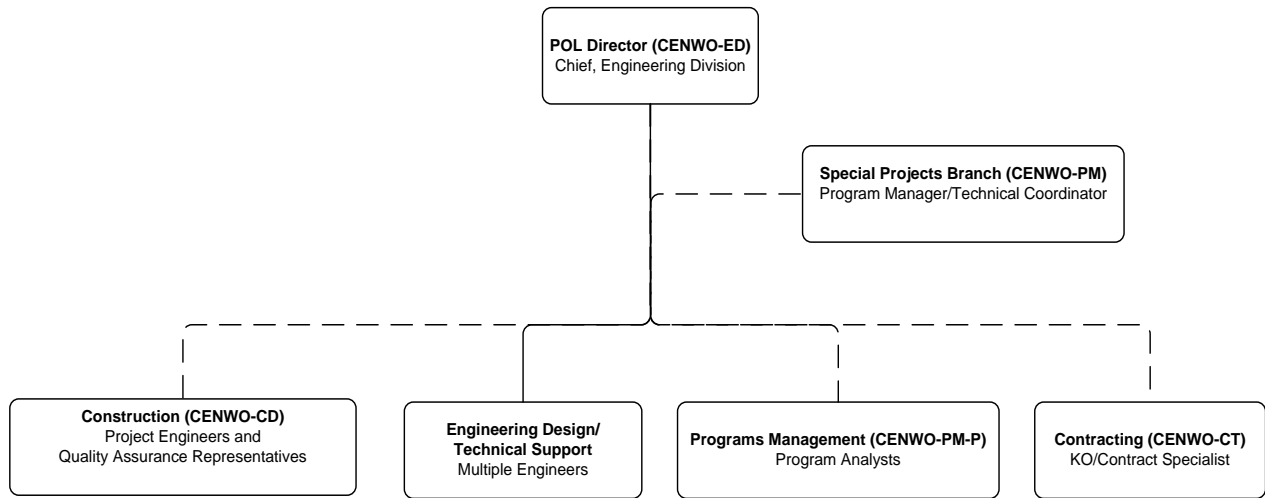 POL Director (CENWO-ED)
Chief, Engineering Division
Special Projects Branch (CENWO-PM)
Program Manager/Technical Coordinator
Construction (CENWO-CD)
Project Engineers and
Quality Assurance Representatives
Engineering Design/
Technical Support
Multiple Engineers
Programs Management (CENWO-PM-P)
Program Analysts
Contracting (CENWO-CT)
KO/Contract Specialist